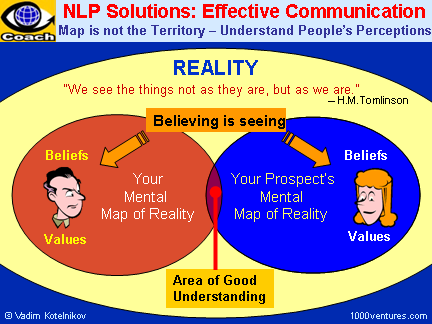 NLP Solutions: Effective Communication
Coach
Map is not the Territory – Understand People's Perceptions
REALITY
"We see the things not as they are, but as we are."
– H.M.Tomlinson
Believing is seeing
Beliefs
Beliefs
Your
Mental
Map of Reality
Your Prospect's
Mental
Map of Reality
Values
Values
Area of Good
Understanding
© Vadim Kotelnikov
1000ventures.com